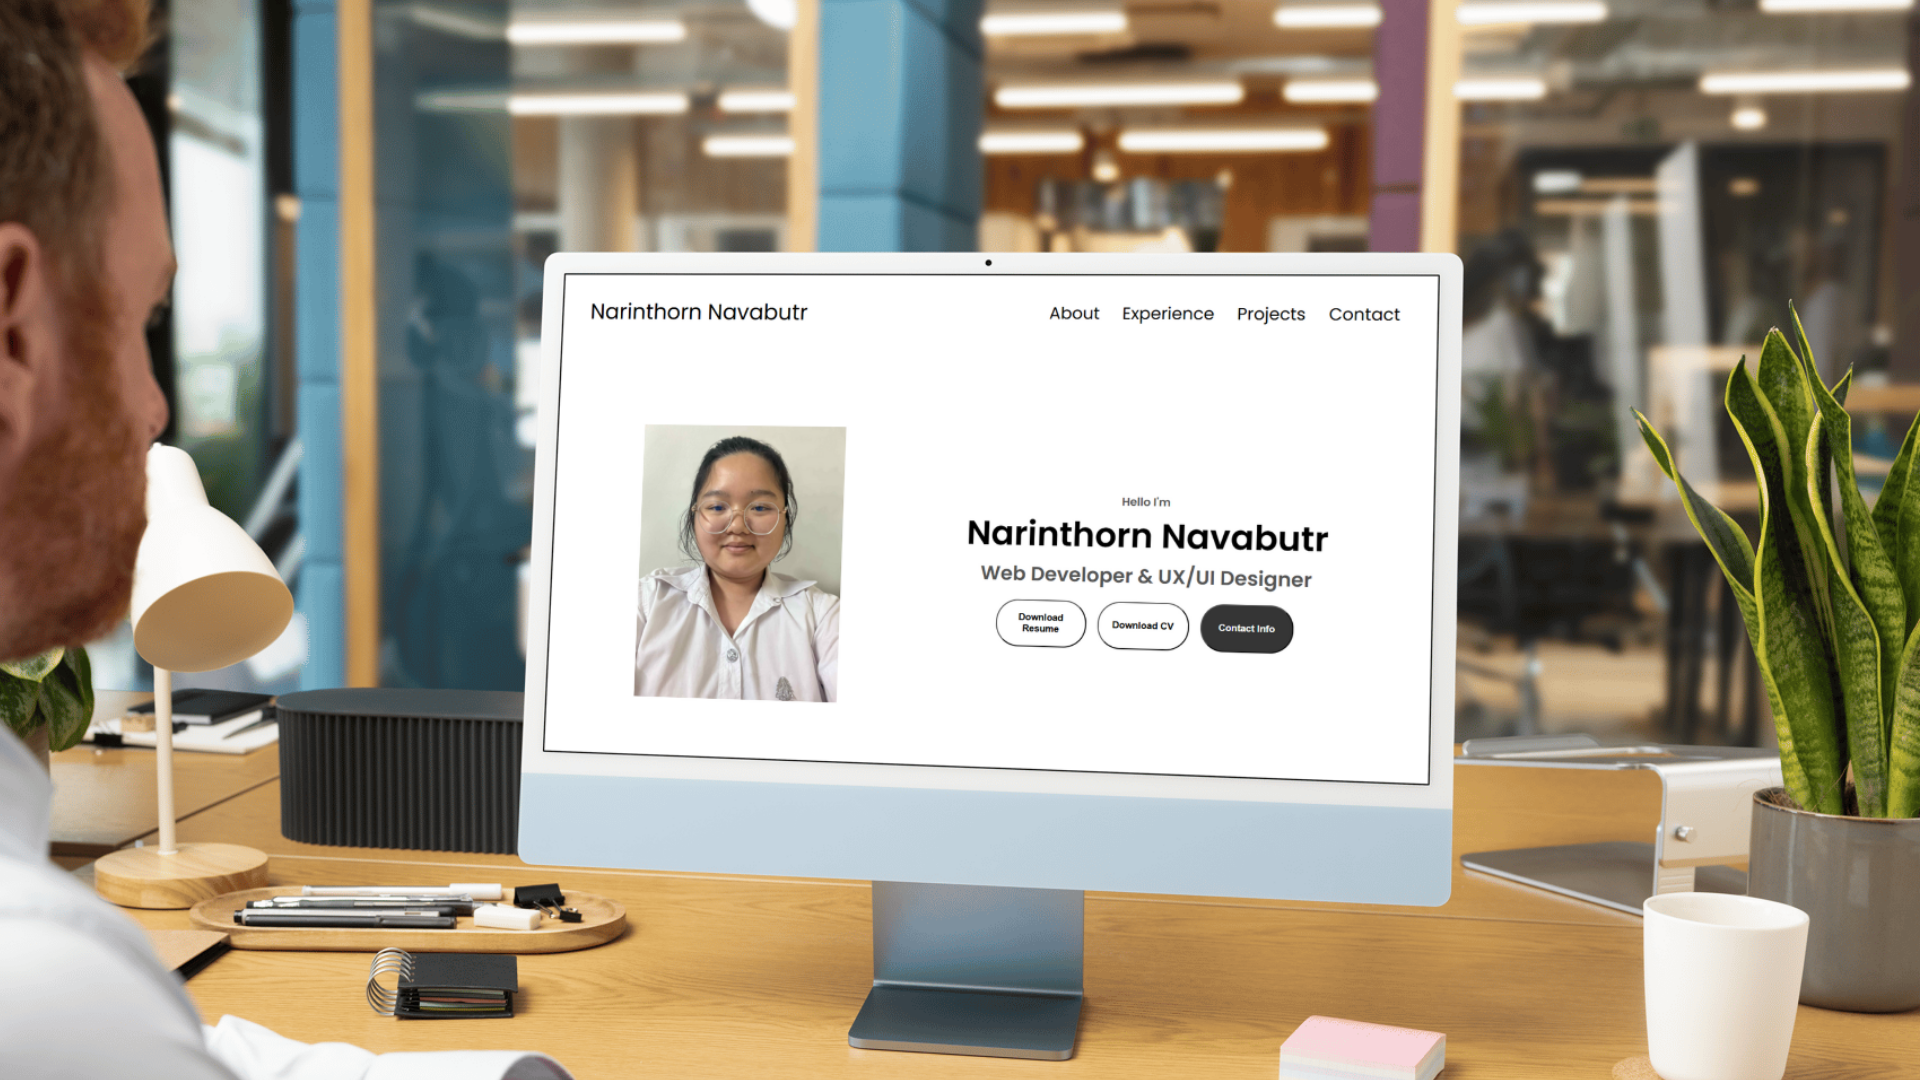 Narinthorn Navabutr
About Experience Projects Contact
Hello I'm
Narinthorn Navabutr
Web Developer & UX/UI Designer
Download
Resume
Download CV
Contact Info